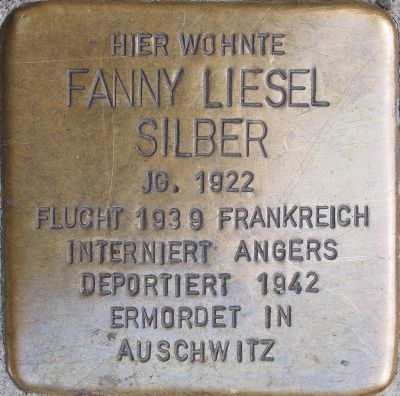 HIER WOHNTE
FANNY LIESEL
SILBER
JG. 1922
FLUCHT 1939 FRANKREICH
INTERNIERT ANGERS
DEPORTIERT 1942
ERMORDET IN
AUSCHWITZ